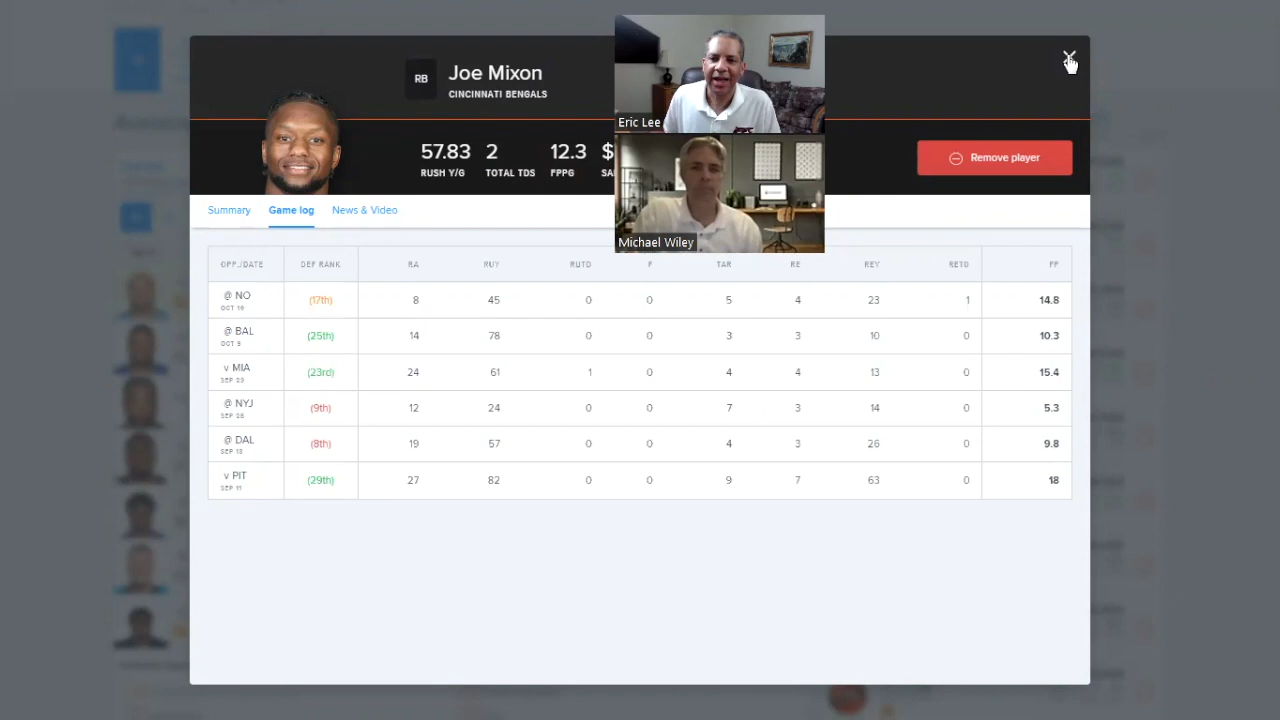 RB
Joe Mixon
CINCINNATI BENGALS
Eric Lee
57.83 2 12.3 $
RUSH Y/G TOTAL TDS FPPG
Remove player
Summary Game log News & Video
Michael Wiley
OPP./DATE DEF RANK RA RUY RUTD F TAR RE REY RETD FP
@ NO (17th) 8 45 0 0 5 4 23 1 14.8
@ BAL (25th) 14 78 0 0 3 3 10 0 10.3
v MIA (23rd) 24 61 1 0 4 4 13 0 15.4
@ NYJ (9th) 12 24 0 0 7 3 14 0 5.3
@ DAL (8th) 19 57 0 0 4 3 26 0 9.8
v PIT (29th) 27 82 0 0 9 7 63 0 18
SEP 11